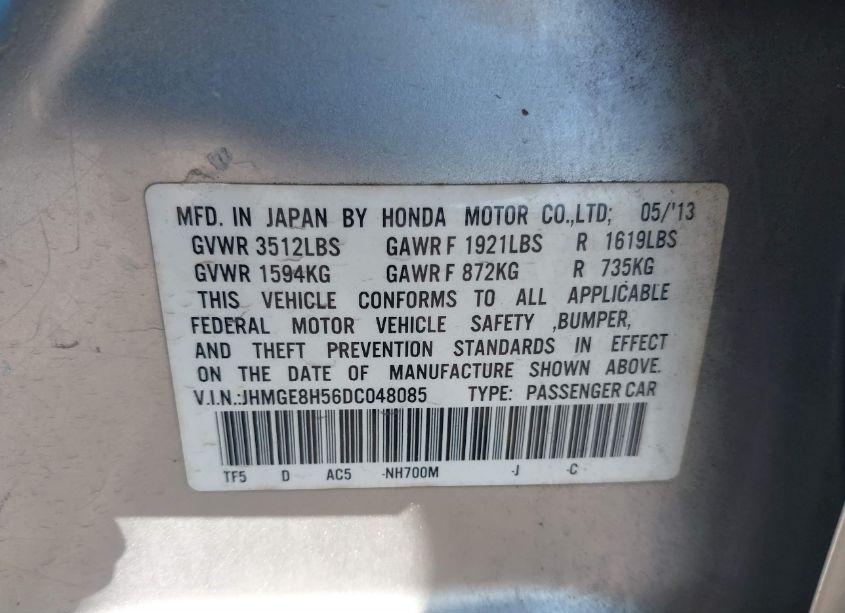 MFD. IN JAPAN BY HONDA MOTOR CO.,LTD; 05/'13
GVWR 3512LBS GAWR F 1921LBS R 1619LBS
GVWR 1594KG GAWR F 872KG R 735KG
THIS VEHICLE CONFORMS TO ALL APPLICABLE
FEDERAL MOTOR VEHICLE SAFETY ,BUMPER,
AND THEFT PREVENTION STANDARDS IN EFFECT
ON THE DATE OF MANUFACTURE SHOWN ABOVE.
V.I.N.:JHMGE8H56DC048085 TYPE: PASSENGER CAR
TF5 D AC5 -NH700M -J -C